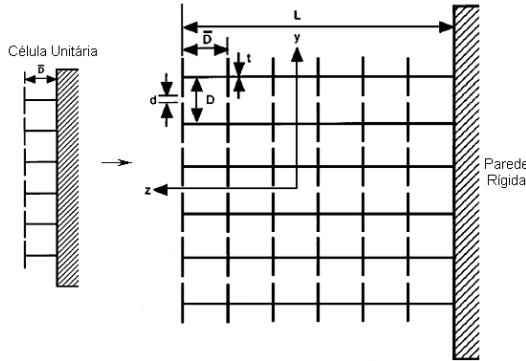 Célula Unitária
D̅
L
D̅
y
t
d
D
z
Parede
Rígida